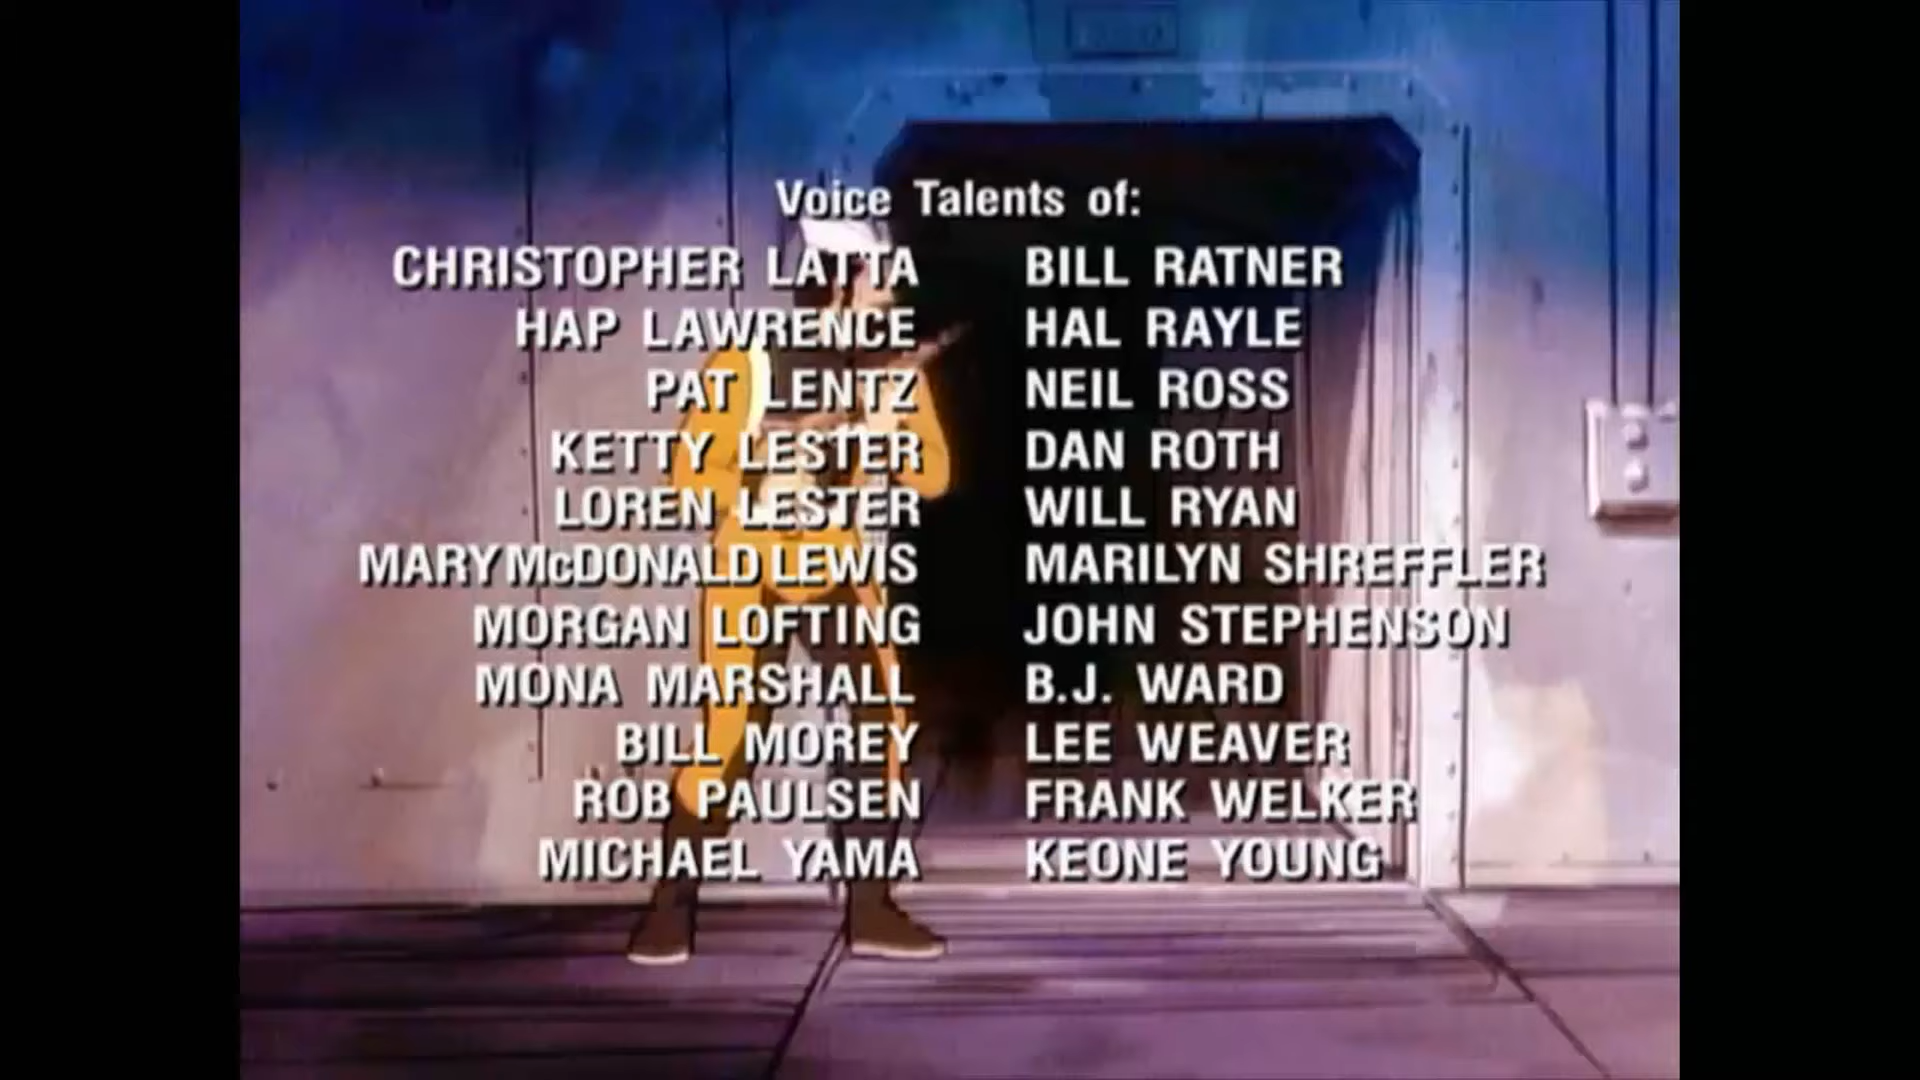 Voice Talents of:
CHRISTOPHER LATTA BILL RATNER
HAP LAWRENCE HAL RAYLE
PAT LENTZ NEIL ROSS
KETTY LESTER DAN ROTH
LOREN LESTER WILL RYAN
MARY McDONALD LEWIS MARILYN SHREFFLER
MORGAN LOFTING JOHN STEPHENSON
MONA MARSHALL B.J. WARD
BILL MOREY LEE WEAVER
ROB PAULSEN FRANK WELKER
MICHAEL YAMA KEONE YOUNG